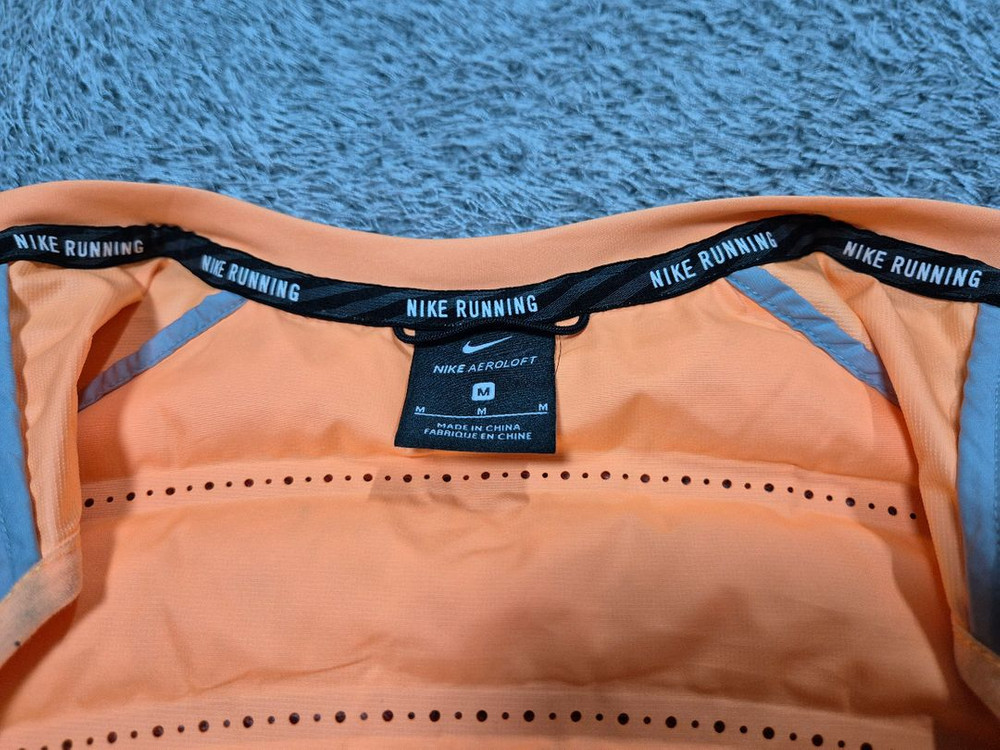 NIKE RUNNING
NIKE RUNNING
NIKE RUNNING
NIKE RUNNING
NIKE RUNNING
NIKE AEROLOFT
M
M M M
MADE IN CHINA
FABRIQUE EN CHINE